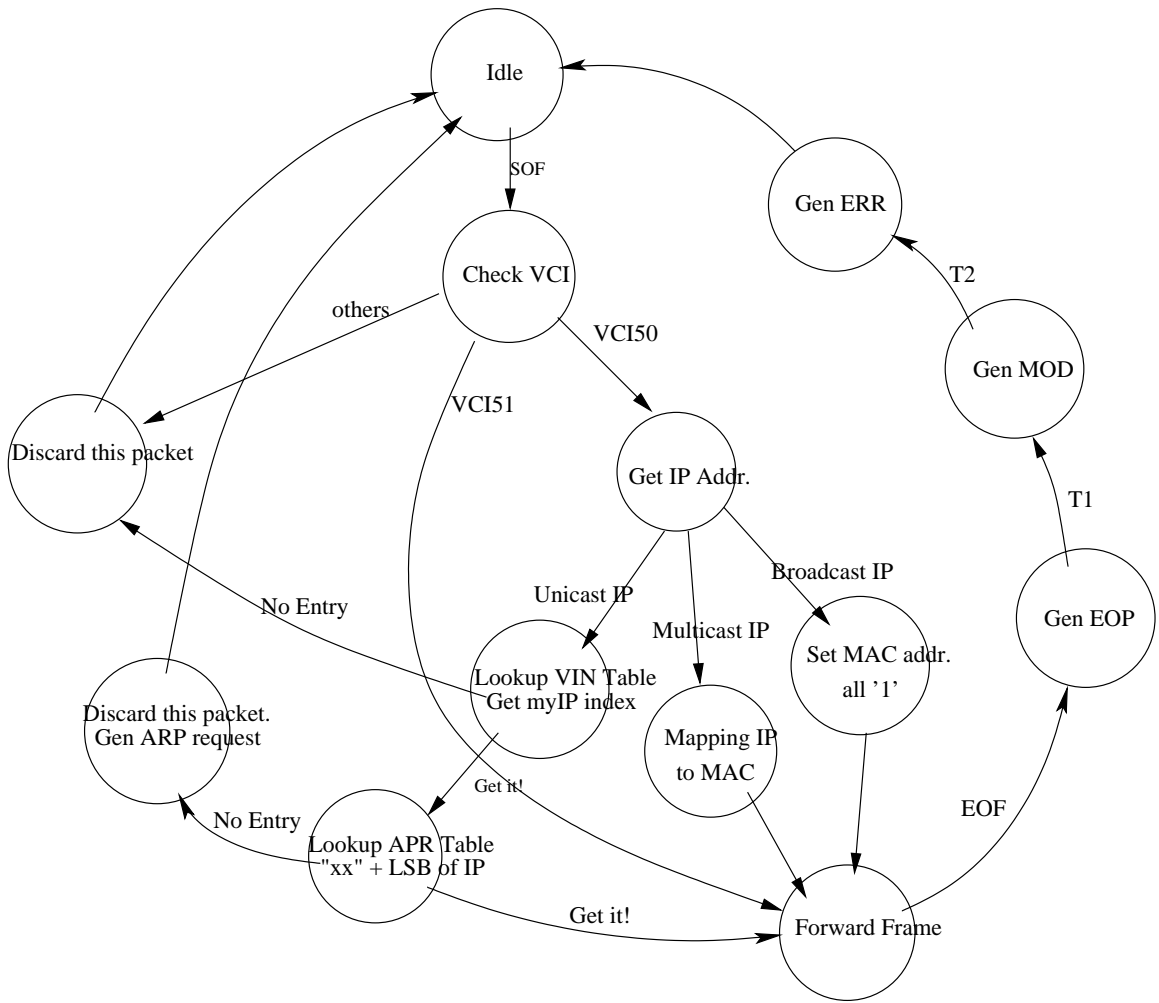 Idle
SOF
Gen ERR
Check VCI
T2
others
VCI50
Gen MOD
VCI51
Discard this packet
Get IP Addr.
T1
Broadcast IP
Unicast IP
No Entry
Multicast IP
Gen EOP
Set MAC addr.
all '1'
Lookup VIN Table
Get myIP index
Discard this packet.
Gen ARP request
Mapping IP
to MAC
Get it!
No Entry
EOF
Lookup APR Table
"xx" + LSB of IP
Get it!
Forward Frame